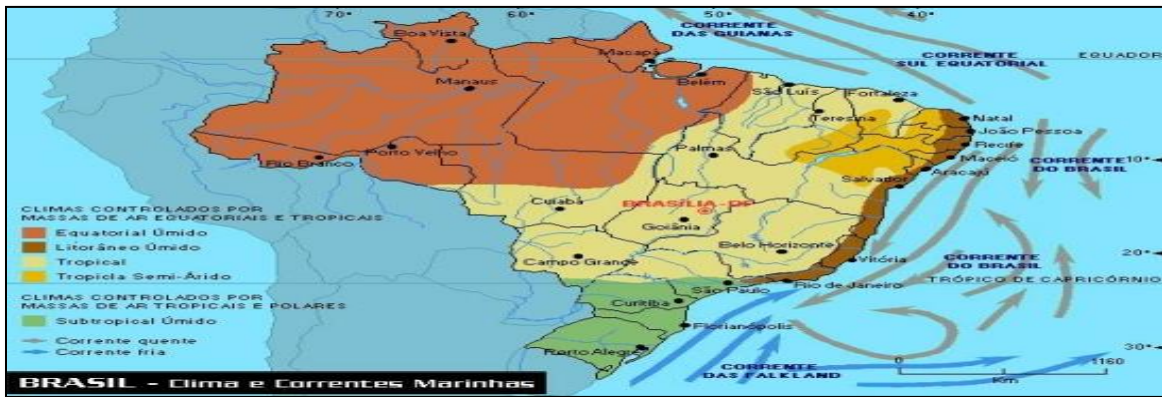 70°
60°
50°
40°
CORRENTE
DAS GUIANAS
CORRENTE
SUL EQUATORIAL
EQUADOR
Boa Vista
Macapá
Manaus
Belém
São Luís
Fortaleza
Teresina
Natal
João Pessoa
Recife
Porto Velho
Rio Branco
Palmas
Maceió
Aracajú
Salvador
CORRENTE
DO BRASIL
10°
Cuiabá
BRASÍLIA-DF
Goiânia
Belo Horizonte
Campo Grande
Vitória
20°
CORRENTE
DO BRASIL
TRÓPICO DE CAPRICÓRNIO
Rio de Janeiro
São Paulo
Curitiba
Florianópolis
Porto Alegre
30°
CORRENTE
DAS FALKLAND
0
1160
Km
CLIMAS CONTROLADOS POR
MASSAS DE AR EQUATORIAIS E TROPICAIS
Equatorial Úmido
Litorâneo Úmido
Tropical
Tropicla Semi-Árido
CLIMAS CONTROLADOS POR
MASSAS DE AR TROPICAIS E POLARES
Subtropical Úmido
Corrente quente
Corrente fria
BRASIL - Clima e Correntes Marinhas